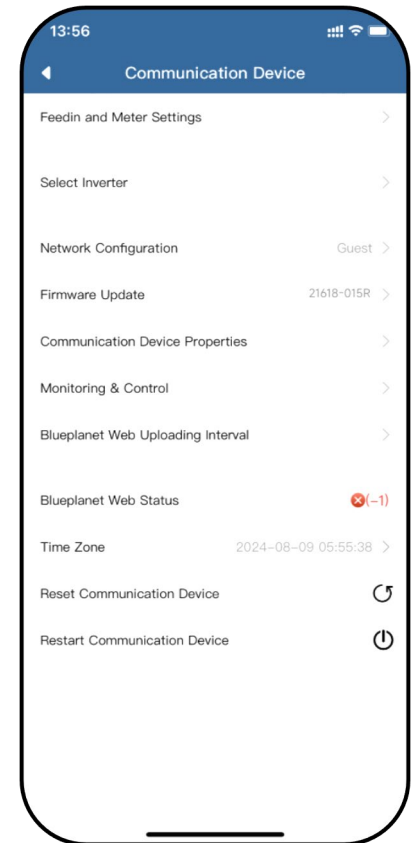 13:56
Communication Device
Feedin and Meter Settings
Select Inverter
Network Configuration Guest
Firmware Update 21618-015R
Communication Device Properties
Monitoring & Control
Blueplanet Web Uploading Interval
Blueplanet Web Status (-1)
Time Zone 2024-08-09 05:55:38
Reset Communication Device
Restart Communication Device